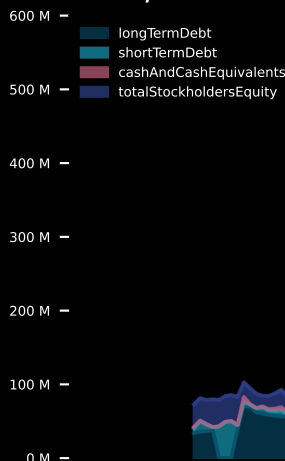 600 M
longTermDebt
shortTermDebt
cashAndCashEquivalents
totalStockholdersEquity
500 M
400 M
300 M
200 M
100 M
0 M